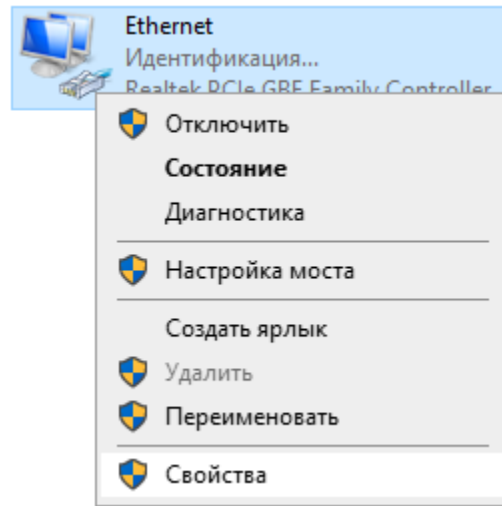 Ethernet
Идентификация...
Realtek PCIe GBE Family Controller
Отключить
Состояние
Диагностика
Настройка моста
Создать ярлык
Удалить
Переименовать
Свойства